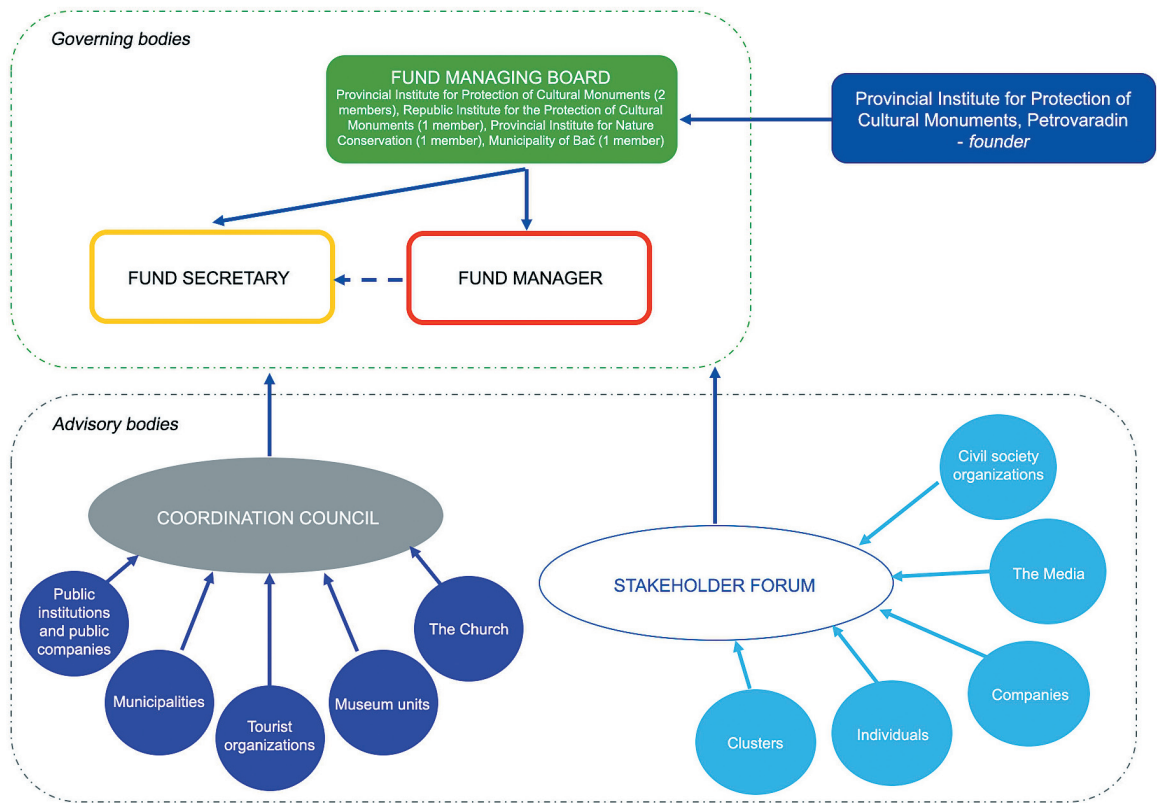 Governing bodies
FUND MANAGING BOARD
Provincial Institute for Protection of Cultural Monuments (2
members), Republic Institute for the Protection of Cultural
Monuments (1 member), Provincial Institute for Nature
Conservation (1 member), Municipality of Bač (1 member)
Provincial Institute for Protection of
Cultural Monuments, Petrovaradin
- founder
FUND SECRETARY
FUND MANAGER
Advisory bodies
COORDINATION COUNCIL
Public
institutions
and public
companies
Municipalities
Tourist
organizations
Museum units
The Church
STAKEHOLDER FORUM
Civil society
organizations
The Media
Companies
Individuals
Clusters